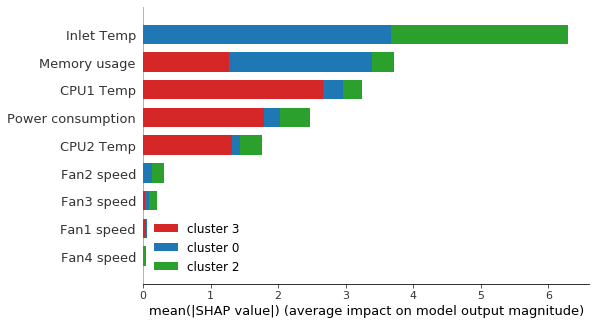 Inlet Temp
Memory usage
CPU1 Temp
Power consumption
CPU2 Temp
Fan2 speed
Fan3 speed
Fan1 speed
Fan4 speed
cluster 3
cluster 0
cluster 2
0 1 2 3 4 5 6
mean(|SHAP value|) (average impact on model output magnitude)